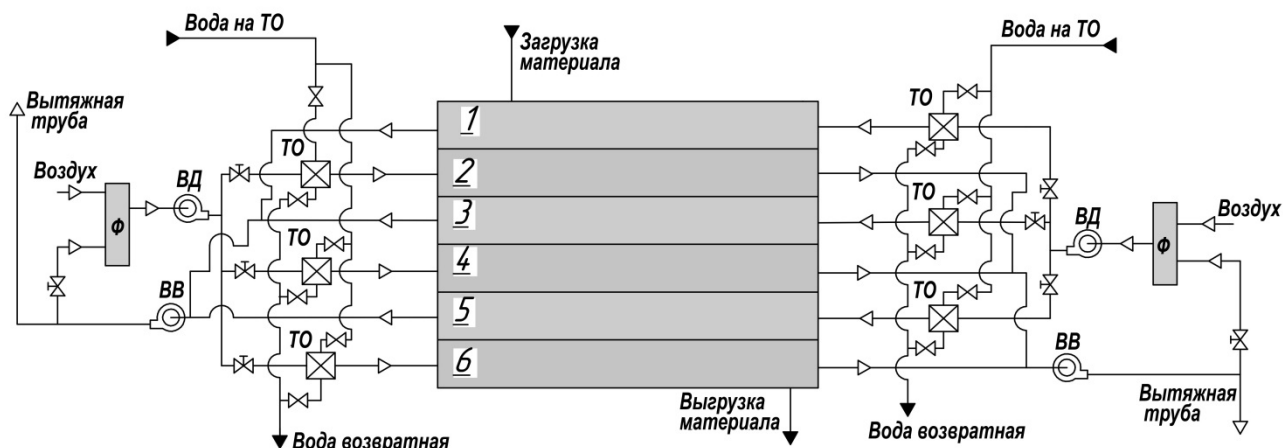 Вода на ТО
Загрузка
материала
Вода на ТО
Вытяжная
труба
ТО
1
ТО
Воздух
ВД
2
Ф
3
ТО
ТО
ВД
Ф
Воздух
4
ВВ
5
ТО
ТО
6
ВВ
Вода возвратная
Выгрузка
материала
Вода возвратная
Вытяжная
труба